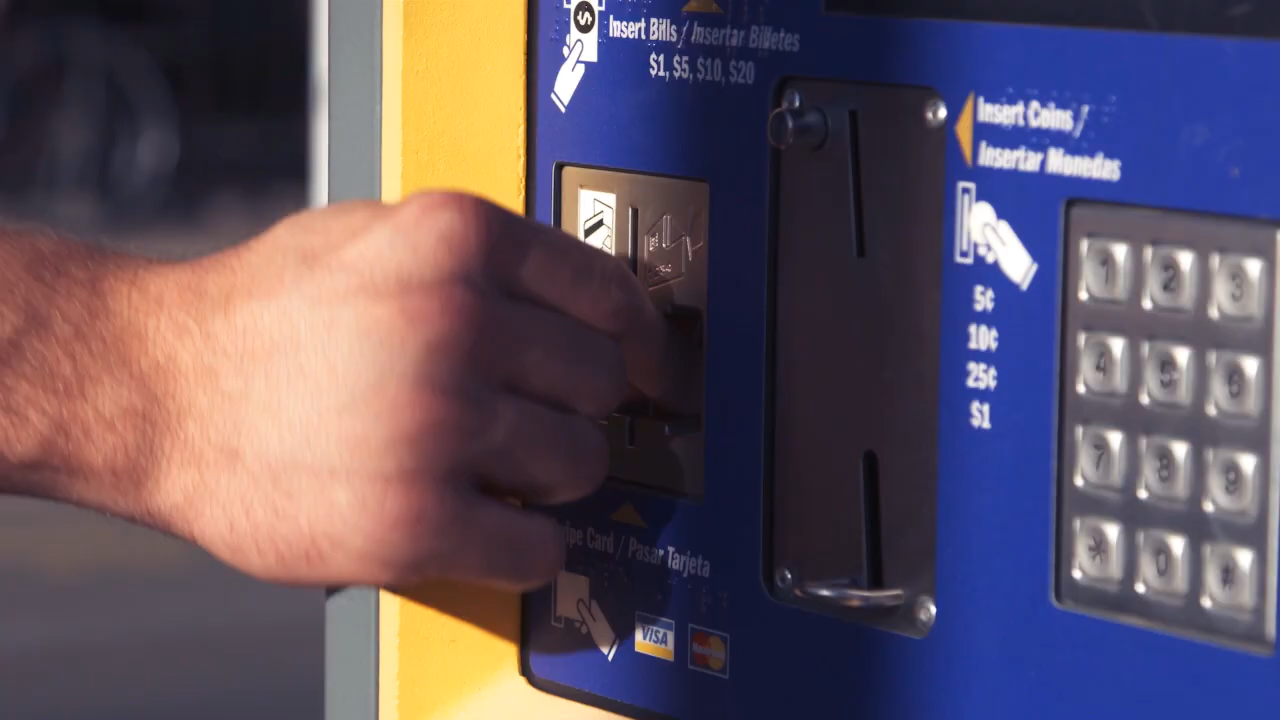 Insert Bills / Insertar Billetes
$1, $5, $10, $20
Insert Coins /
Insertar Monedas
5¢
10¢
25¢
$1
1 2 3
4 5 6
7 8 9
* 0 #
Card / Pasar Tarjeta
VISA
MasterCard